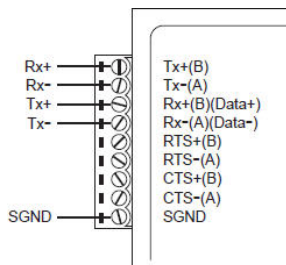 Rx+ Tx+(B)
Rx- Tx-(A)
Tx+ Rx+(B)(Data+)
Tx- Rx-(A)(Data-)
RTS+(B)
RTS-(A)
CTS+(B)
CTS-(A)
SGND SGND